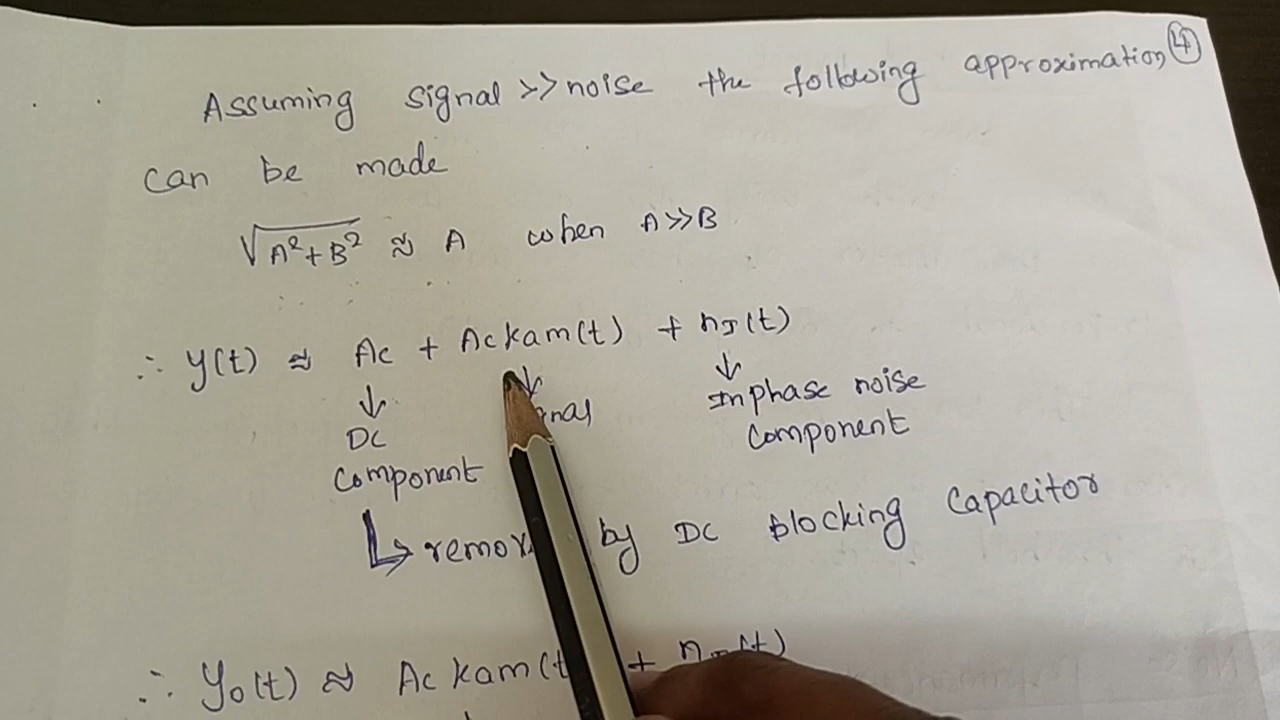 ④
Assuming signal >> noise the following approximation
can be made
√A²+B² ≈ A when A>>B
∴ y(t) ≈ Ac + Ackam(t) + nI(t)
↓ ↓ ↓
DC Inphase noise
component component
↳ by DC blocking capacitor
∴ yo(t) ≈ Ac kam(t + nI(t)